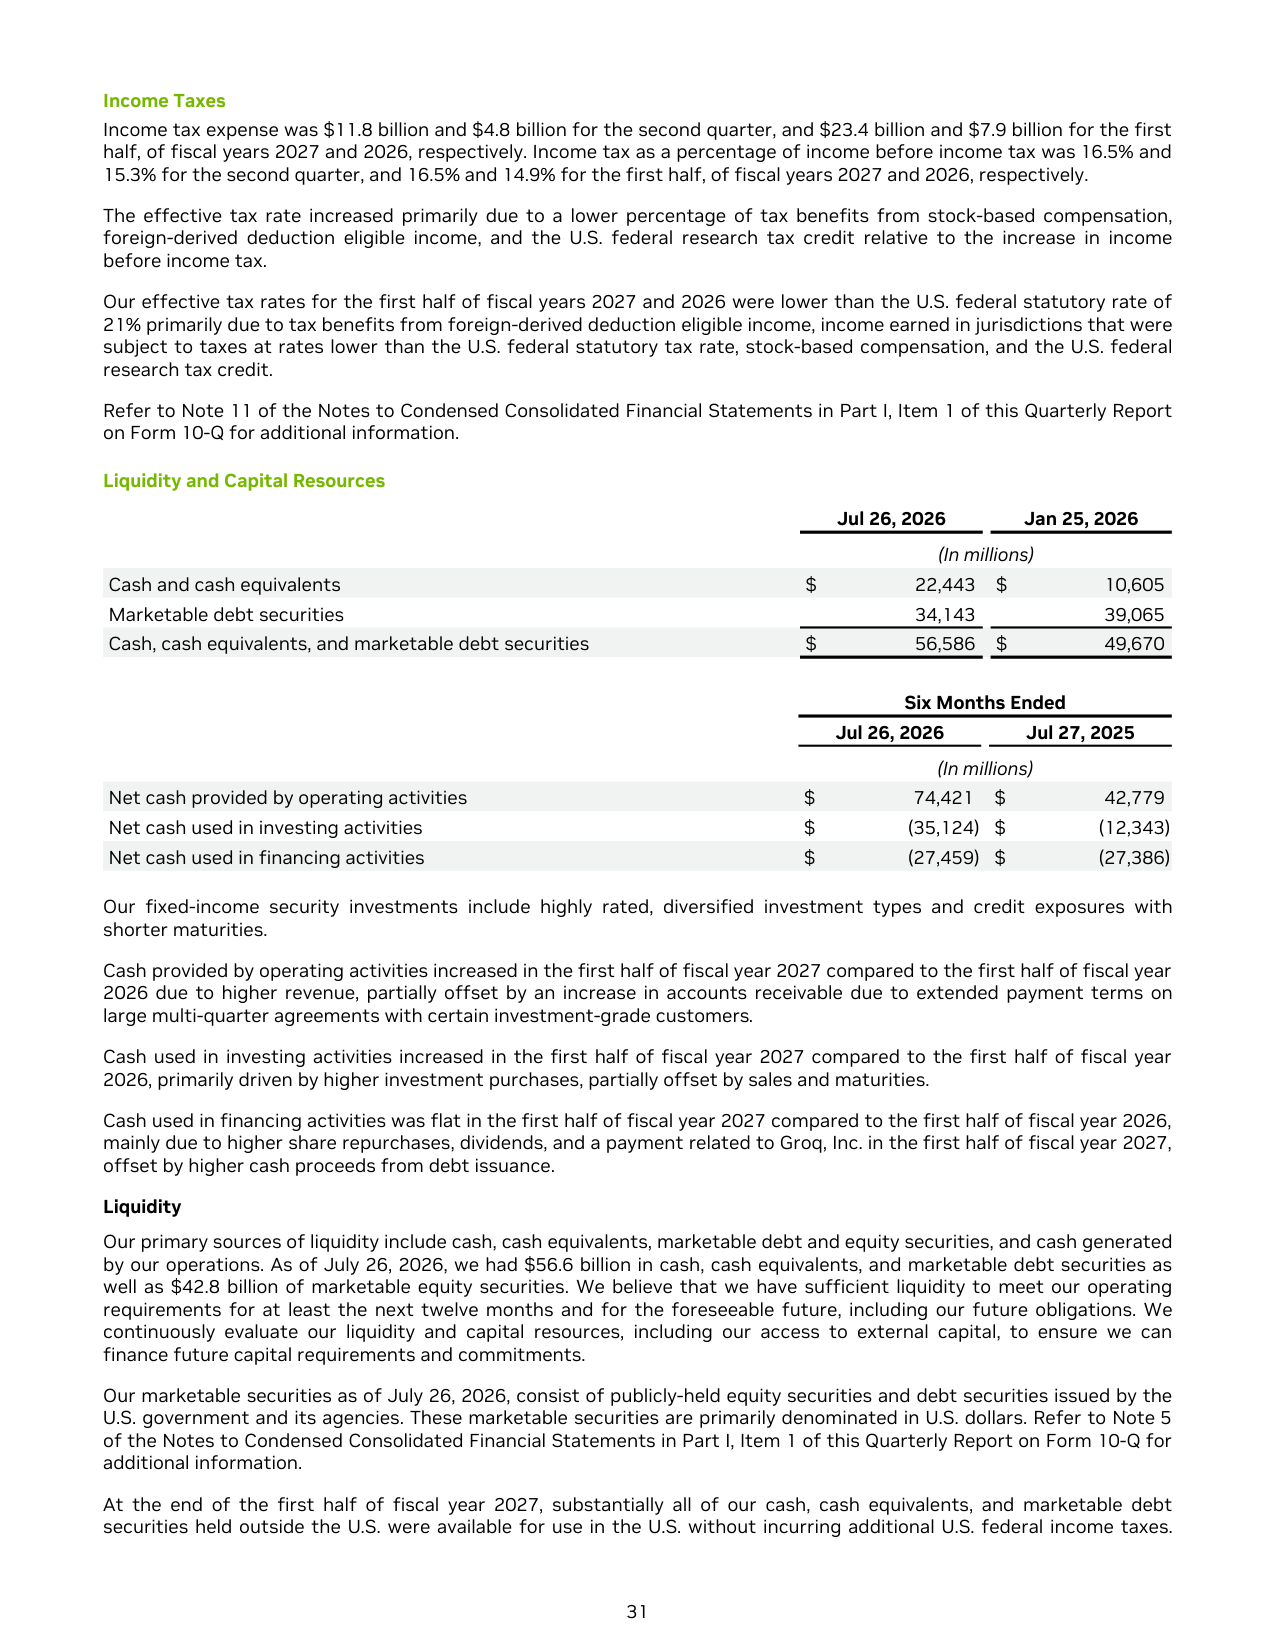 Income Taxes
Income tax expense was $11.8 billion and $4.8 billion for the second quarter, and $23.4 billion and $7.9 billion for the first
half, of fiscal years 2027 and 2026, respectively. Income tax as a percentage of income before income tax was 16.5% and
15.3% for the second quarter, and 16.5% and 14.9% for the first half, of fiscal years 2027 and 2026, respectively.
The effective tax rate increased primarily due to a lower percentage of tax benefits from stock-based compensation,
foreign-derived deduction eligible income, and the U.S. federal research tax credit relative to the increase in income
before income tax.
Our effective tax rates for the first half of fiscal years 2027 and 2026 were lower than the U.S. federal statutory rate of
21% primarily due to tax benefits from foreign-derived deduction eligible income, income earned in jurisdictions that were
subject to taxes at rates lower than the U.S. federal statutory tax rate, stock-based compensation, and the U.S. federal
research tax credit.
Refer to Note 11 of the Notes to Condensed Consolidated Financial Statements in Part I, Item 1 of this Quarterly Report
on Form 10-Q for additional information.
Liquidity and Capital Resources
Jul 26, 2026 Jan 25, 2026
(In millions)
Cash and cash equivalents $ 22,443 $ 10,605
Marketable debt securities 34,143 39,065
Cash, cash equivalents, and marketable debt securities $ 56,586 $ 49,670
Six Months Ended
Jul 26, 2026 Jul 27, 2025
(In millions)
Net cash provided by operating activities $ 74,421 $ 42,779
Net cash used in investing activities $ (35,124) $ (12,343)
Net cash used in financing activities $ (27,459) $ (27,386)
Our fixed-income security investments include highly rated, diversified investment types and credit exposures with
shorter maturities.
Cash provided by operating activities increased in the first half of fiscal year 2027 compared to the first half of fiscal year
2026 due to higher revenue, partially offset by an increase in accounts receivable due to extended payment terms on
large multi-quarter agreements with certain investment-grade customers.
Cash used in investing activities increased in the first half of fiscal year 2027 compared to the first half of fiscal year
2026, primarily driven by higher investment purchases, partially offset by sales and maturities.
Cash used in financing activities was flat in the first half of fiscal year 2027 compared to the first half of fiscal year 2026,
mainly due to higher share repurchases, dividends, and a payment related to Groq, Inc. in the first half of fiscal year 2027,
offset by higher cash proceeds from debt issuance.
Liquidity
Our primary sources of liquidity include cash, cash equivalents, marketable debt and equity securities, and cash generated
by our operations. As of July 26, 2026, we had $56.6 billion in cash, cash equivalents, and marketable debt securities as
well as $42.8 billion of marketable equity securities. We believe that we have sufficient liquidity to meet our operating
requirements for at least the next twelve months and for the foreseeable future, including our future obligations. We
continuously evaluate our liquidity and capital resources, including our access to external capital, to ensure we can
finance future capital requirements and commitments.
Our marketable securities as of July 26, 2026, consist of publicly-held equity securities and debt securities issued by the
U.S. government and its agencies. These marketable securities are primarily denominated in U.S. dollars. Refer to Note 5
of the Notes to Condensed Consolidated Financial Statements in Part I, Item 1 of this Quarterly Report on Form 10-Q for
additional information.
At the end of the first half of fiscal year 2027, substantially all of our cash, cash equivalents, and marketable debt
securities held outside the U.S. were available for use in the U.S. without incurring additional U.S. federal income taxes.
31